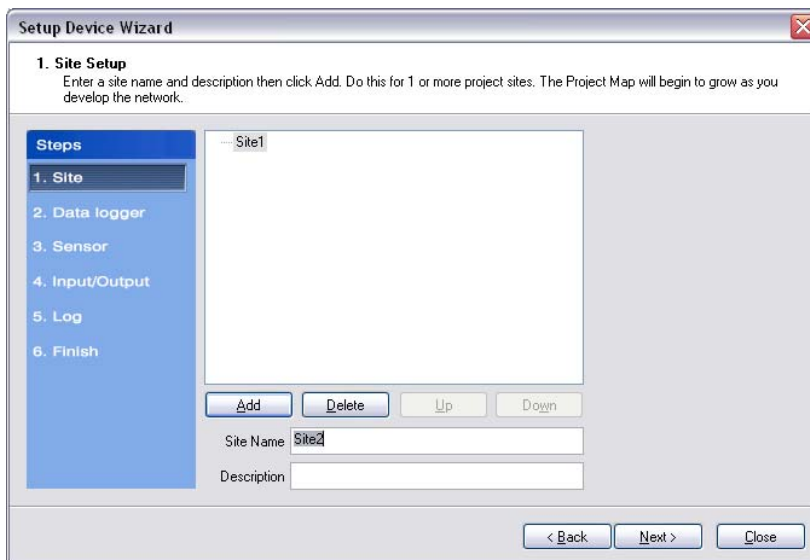 Setup Device Wizard
1. Site Setup
Enter a site name and description then click Add. Do this for 1 or more project sites. The Project Map will begin to grow as you
develop the network.
Steps
1. Site
2. Data logger
3. Sensor
4. Input/Output
5. Log
6. Finish
Site1
Add Delete Up Down
Site Name Site2
Description
< Back Next > Close